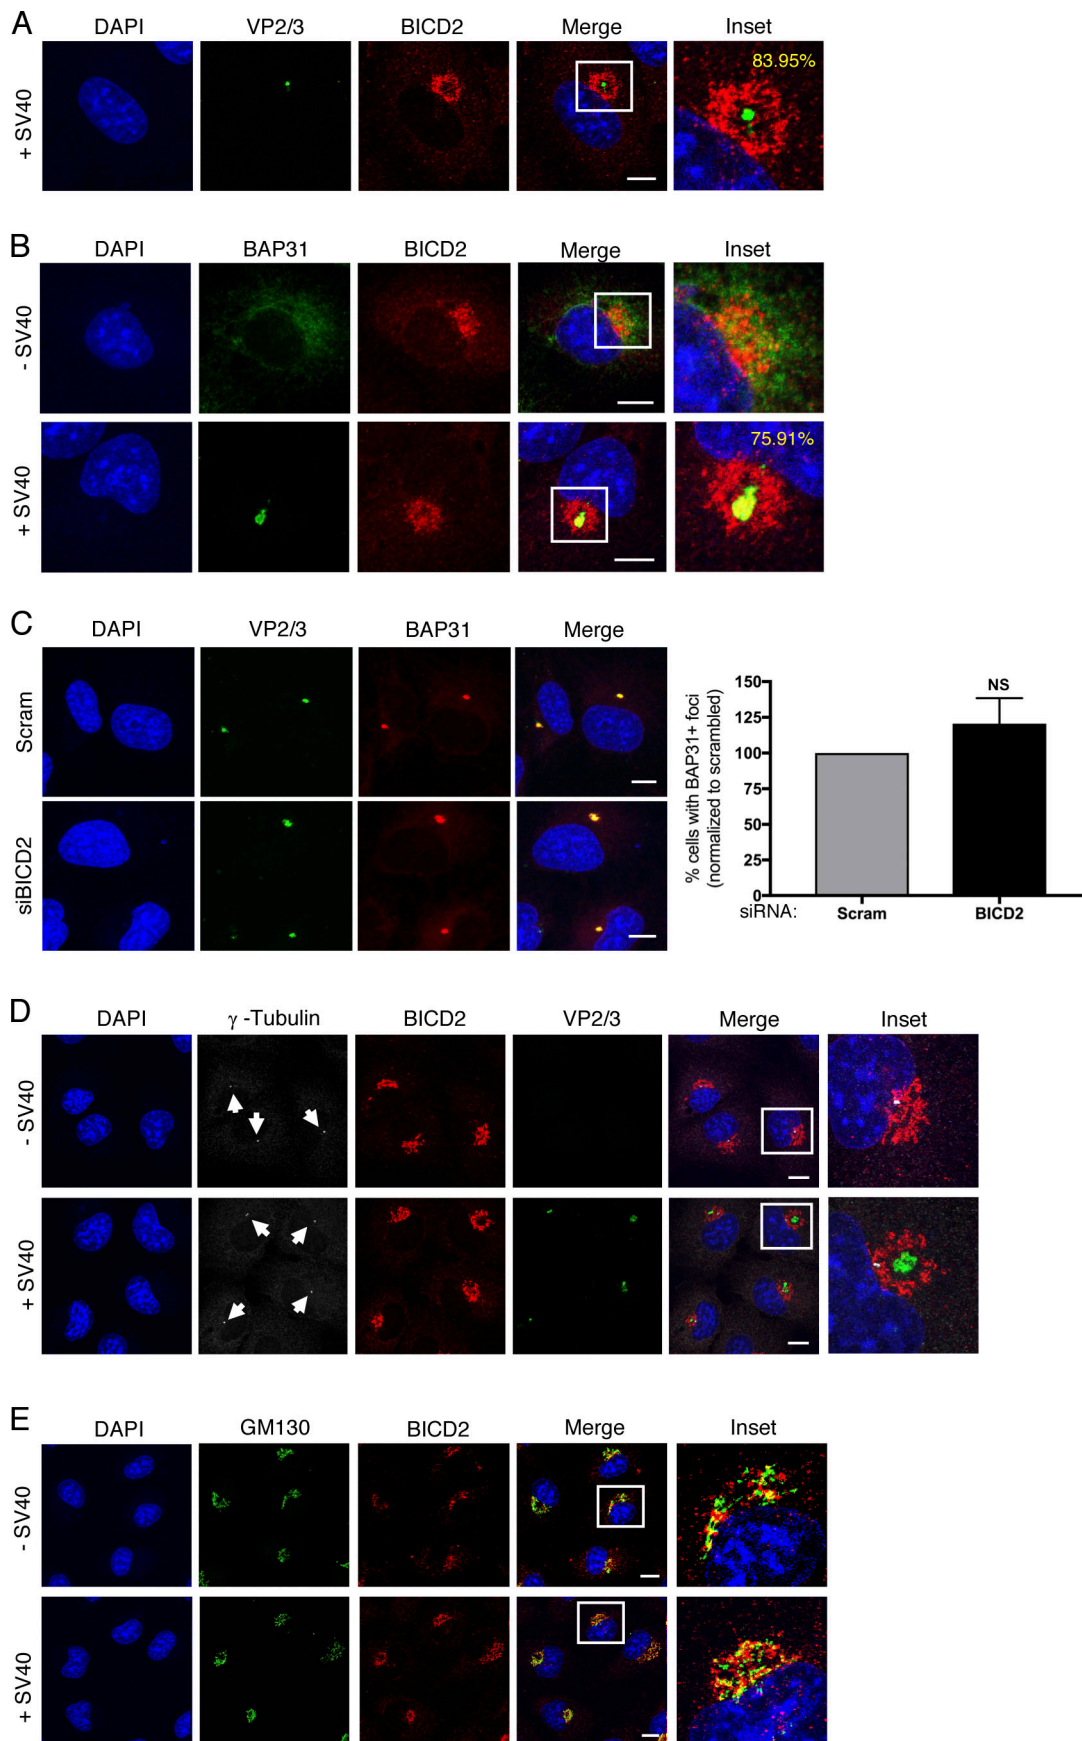 A
DAPI VP2/3 BICD2 Merge Inset
+ SV40
83.95%
B
DAPI BAP31 BICD2 Merge Inset
- SV40
+ SV40
75.91%
C
DAPI VP2/3 BAP31 Merge
Scram
siBICD2
% cells with BAP31+ foci
(normalized to scrambled)
150
125
100
75
50
25
0
NS
siRNA: Scram BICD2
D
DAPI γ -Tubulin BICD2 VP2/3 Merge Inset
- SV40
+ SV40
E
DAPI GM130 BICD2 Merge Inset
- SV40
+ SV40